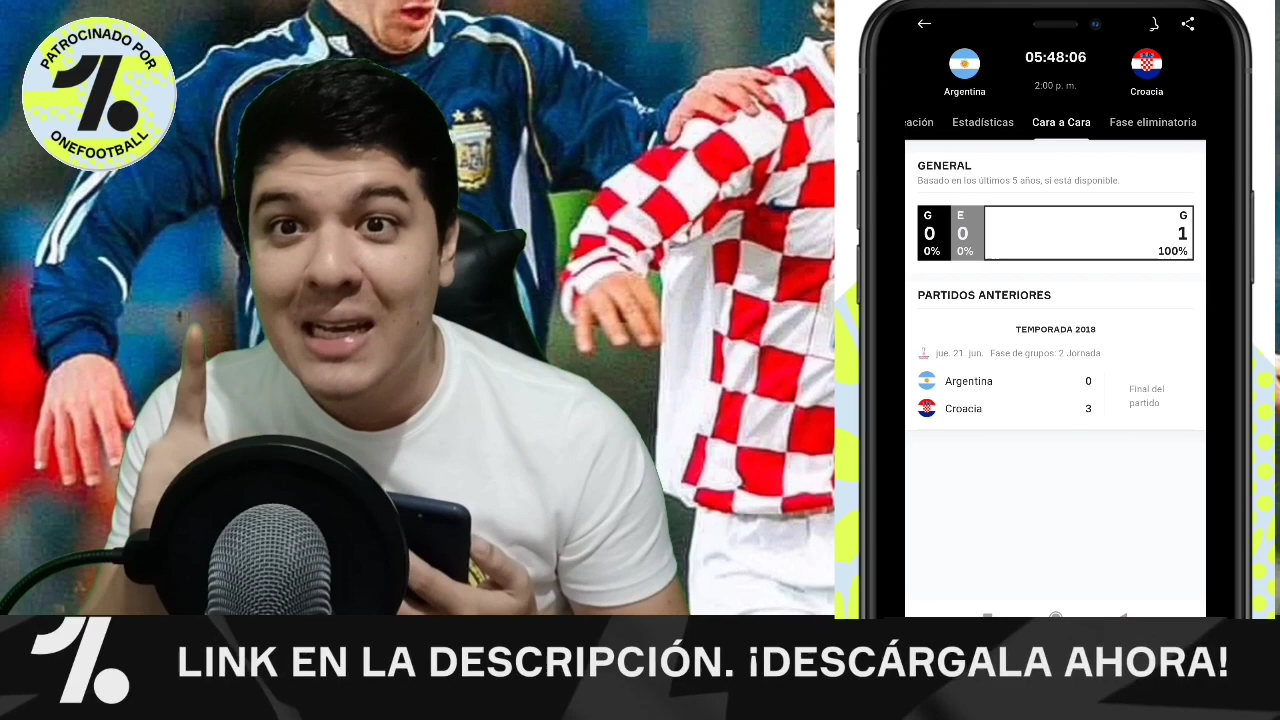 PATROCINADO POR
ONEFOOTBALL
05:48:06
Argentina
2:00 p. m.
Croacia
eación Estadísticas Cara a Cara Fase eliminatoria
GENERAL
Basado en los últimos 5 años, si está disponible.
G E G
0 0 1
0% 0% 100%
PARTIDOS ANTERIORES
TEMPORADA 2018
jue. 21 jun. Fase de grupos: 2 Jornada
Argentina 0
Croacia 3
Final del
partido
LINK EN LA DESCRIPCIÓN. ¡DESCÁRGALA AHORA!